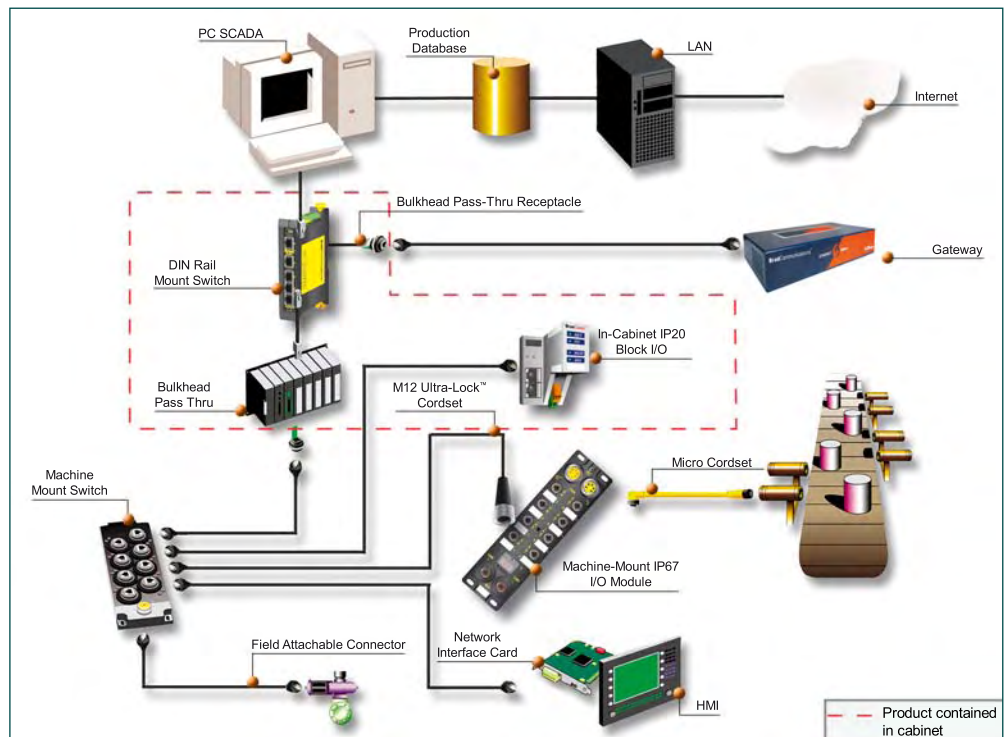 PC SCADA
Production
Database
LAN
Internet
Bulkhead Pass-Thru Receptacle
DIN Rail
Mount Switch
Gateway
In-Cabinet IP20
Block I/O
Bulkhead
Pass Thru
M12 Ultra-Lock™
Cordset
Machine
Mount Switch
Micro Cordset
Machine-Mount IP67
I/O Module
Network
Interface Card
Field Attachable Connector
HMI
Product contained
in cabinet